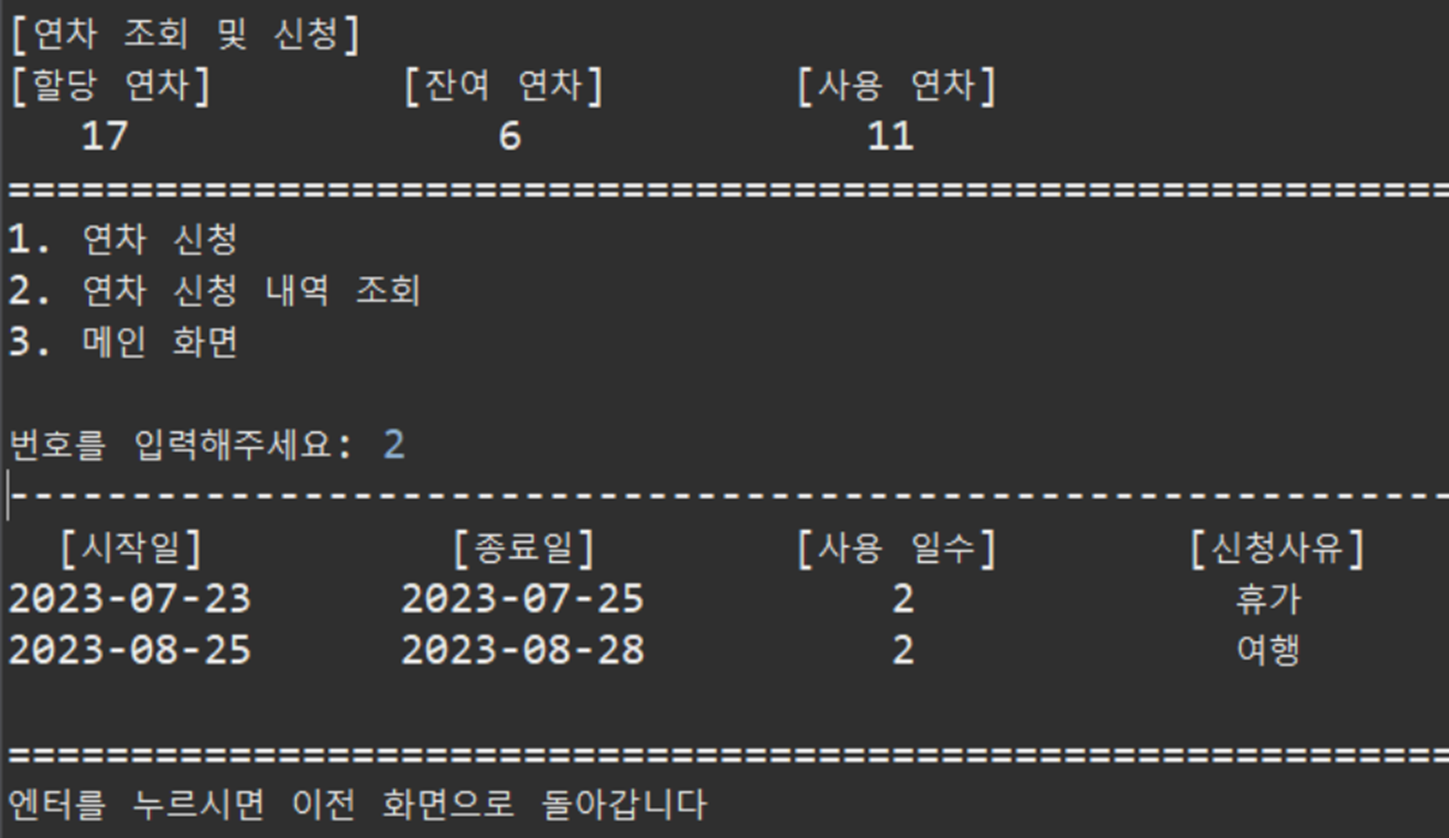 [연차 조회 및 신청]
[할당 연차] [잔여 연차] [사용 연차]
17 6 11
===========================================================
1. 연차 신청
2. 연차 신청 내역 조회
3. 메인 화면
번호를 입력해주세요: 2
-----------------------------------------------------------
[시작일] [종료일] [사용 일수] [신청사유]
2023-07-23 2023-07-25 2 휴가
2023-08-25 2023-08-28 2 여행
===========================================================
엔터를 누르시면 이전 화면으로 돌아갑니다